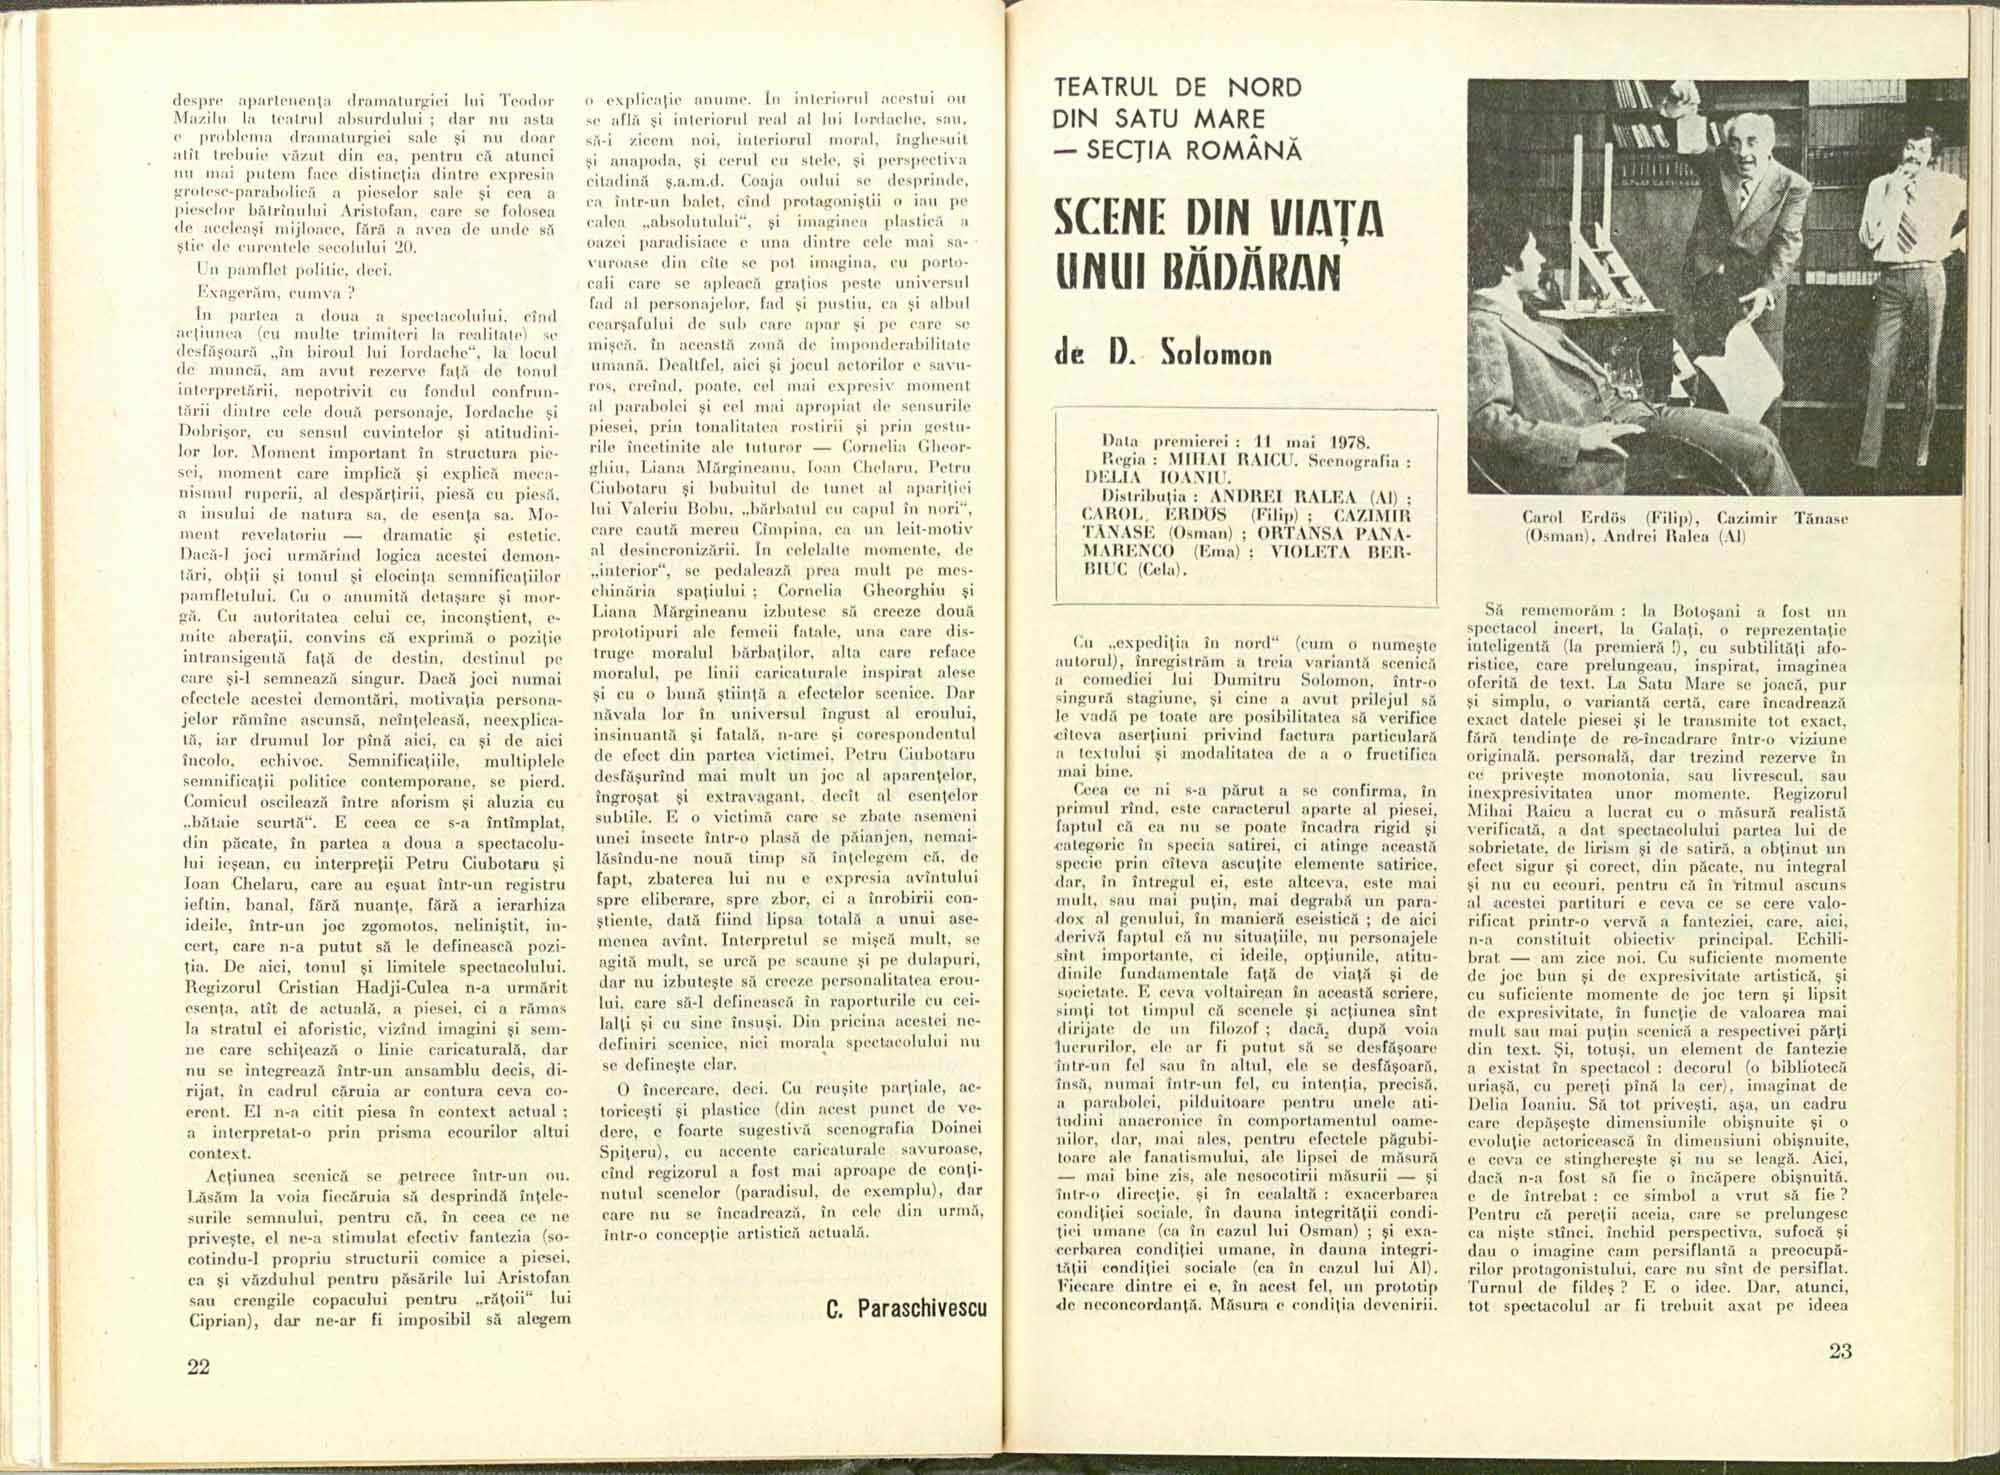 despre apartenența dramaturgiei lui Teodor
Mazilu la teatrul absurdului ; dar nu asta
e problema dramaturgiei sale și nu doar
atît trebuie văzut din ea, pentru că atunci
nu mai putem face distincția dintre expresia
grotesc-parabolică a pieselor sale și cea a
pieselor bătrînului Aristofan, care se folosea
de aceleași mijloace, fără a avea de unde să
știe de curentele secolului 20.
Un pamflet politic, deci.
Exagerăm, cumva ?
În partea a doua a spectacolului, cînd
acțiunea (cu multe trimiteri la realitate) se
desfășoară „în biroul lui Iordache“, la locul
de muncă, am avut rezerve față de tonul
interpretării, nepotrivit cu fondul confrun-
tării dintre cele două personaje, Iordache și
Dobrișor, cu sensul cuvintelor și atitudini-
lor lor. Moment important în structura pie-
sei, moment care implică și explică meca-
nismul ruperii, al despărțirii, piesă cu piesă,
a insului de natura sa, de esența sa. Mo-
ment revelatoriu — dramatic și estetic.
Dacă-l joci urmărind logica acestei demon-
tări, obții și tonul și elocința semnificațiilor
pamfletului. Cu o anumită detașare și mor-
gă. Cu autoritatea celui ce, inconștient, e-
mite aberații, convins că exprimă o poziție
intransigentă față de destin, destinul pe
care și-l semnează singur. Dacă joci numai
efectele acestei demontări, motivația persona-
jelor rămîne ascunsă, neînțeleasă, neexplica-
tă, iar drumul lor pînă aici, ca și de aici
încolo, echivoc. Semnificațiile, multiplele
semnificații politice contemporane, se pierd.
Comicul oscilează între aforism și aluzia cu
„bătaie scurtă“. E ceea ce s-a întîmplat,
din păcate, în partea a doua a spectacolu-
lui ieșean, cu interpreții Petru Ciubotaru și
Ioan Chelaru, care au eșuat într-un registru
ieftin, banal, fără nuanțe, fără a ierarhiza
ideile, într-un joc zgomotos, neliniștit, in-
cert, care n-a putut să le definească pozi-
ția. De aici, tonul și limitele spectacolului.
Regizorul Cristian Hadji-Culea n-a urmărit
esența, atît de actuală, a piesei, ci a rămas
la stratul ei aforistic, vizînd imagini și sem-
ne care schițează o linie caricaturală, dar
nu se integrează într-un ansamblu decis, di-
rijat, în cadrul căruia ar contura ceva co-
erent. El n-a citit piesa în context actual ;
a interpretat-o prin prisma ecourilor altui
context.
Acțiunea scenică se petrece într-un ou.
Lăsăm la voia fiecăruia să desprindă înțele-
surile semnului, pentru că, în ceea ce ne
privește, el ne-a stimulat efectiv fantezia (so-
cotindu-l propriu structurii comice a piesei,
ca și văzduhul pentru păsările lui Aristofan
sau crengile copacului pentru „rățoii“ lui
Ciprian), dar ne-ar fi imposibil să alegem
22
o explicație anume. În interiorul acestui ou
se află și interiorul real al lui Iordache, sau,
să-i zicem noi, interiorul moral, înghesuit
și anapoda, și cerul cu stele, și perspectiva
citadină ș.a.m.d. Coaja oului se desprinde,
ca într-un balet, cînd protagoniștii o iau pe
calea „absolutului“, și imaginea plastică a
oazei paradisiace e una dintre cele mai sa-
vuroase din cîte se pot imagina, cu porto-
cali care se apleacă grațios peste universul
fad al personajelor, fad și pustiu, ca și albul
cearșafului de sub care apar și pe care se
mișcă, în această zonă de imponderabilitate
umană. Dealtfel, aici și jocul actorilor e savu-
ros, creînd, poate, cel mai expresiv moment
al parabolei și cel mai apropiat de sensurile
piesei, prin tonalitatea rostirii și prin gestu-
rile încetinite ale tuturor — Cornelia Gheor-
ghiu, Liana Mărgineanu, Ioan Chelaru, Petru
Ciubotaru și bubuitul de tunet al apariției
lui Valeriu Bobu, „bărbatul cu capul în nori“,
care caută mereu Cîmpina, ca un leit-motiv
al desincronizării. În celelalte momente, de
„interior“, se pedalează prea mult pe mes-
chinăria spațiului ; Cornelia Gheorghiu și
Liana Mărgineanu izbutesc să creeze două
prototipuri ale femeii fatale, una care dis-
truge moralul bărbaților, alta care reface
moralul, pe linii caricaturale inspirat alese
și cu o bună știință a efectelor scenice. Dar
năvala lor în universul îngust al eroului,
insinuantă și fatală, n-are și corespondentul
de efect din partea victimei, Petru Ciubotaru
desfășurînd mai mult un joc al aparențelor,
îngroșat și extravagant, decît al esențelor
subtile. E o victimă care se zbate asemeni
unei insecte într-o plasă de păianjen, nemai-
lăsîndu-ne nouă timp să înțelegem că, de
fapt, zbaterea lui nu e expresia avîntului
spre eliberare, spre zbor, ci a înrobirii con-
știente, dată fiind lipsa totală a unui ase-
menea avînt. Interpretul se mișcă mult, se
agită mult, se urcă pe scaune și pe dulapuri,
dar nu izbutește să creeze personalitatea erou-
lui, care să-l definească în raporturile cu cei-
lalți și cu sine însuși. Din pricina acestei ne-
definiri scenice, nici morala spectacolului nu
se definește clar.
O încercare, deci. Cu reușite parțiale, ac-
toricești și plastice (din acest punct de ve-
dere, e foarte sugestivă scenografia Doinei
Spițeru), cu accente caricaturale savuroase,
cînd regizorul a fost mai aproape de conți-
nutul scenelor (paradisul, de exemplu), dar
care nu se încadrează, în cele din urmă,
într-o concepție artistică actuală.
C. Paraschivescu
TEATRUL DE NORD
DIN SATU MARE
— SECȚIA ROMÂNĂ
SCENE DIN VIAȚA
UNUI BĂDĂRAN
de D. Solomon
Data premierei : 11 mai 1978.
Regia : MIHAI RAICU. Scenografia :
DELIA IOANIU.
Distribuția : ANDREI RALEA (Al) ;
CAROL ERDÖS (Filip) ; CAZIMIR
TĂNASE (Osman) ; ORTANSA PANA-
MARENCO (Ema) ; VIOLETA BER-
BIUC (Cela).
Cu „expediția în nord“ (cum o numește
autorul), înregistrăm a treia variantă scenică
a comediei lui Dumitru Solomon, într-o
singură stagiune, și cine a avut prilejul să
le vadă pe toate are posibilitatea să verifice
cîteva aserțiuni privind factura particulară
a textului și modalitatea de a o fructifica
mai bine.
Ceea ce ni s-a părut a se confirma, în
primul rînd, este caracterul aparte al piesei,
faptul că ea nu se poate încadra rigid și
categoric în specia satirei, ci atinge această
specie prin cîteva ascuțite elemente satirice,
dar, în întregul ei, este altceva, este mai
mult, sau mai puțin, mai degrabă un para-
dox al genului, în manieră eseistică ; de aici
derivă faptul că nu situațiile, nu personajele
sînt importante, ci ideile, opțiunile, atitu-
dinile fundamentale față de viață și de
societate. E ceva voltairean în această scriere,
simți tot timpul că scenele și acțiunea sînt
dirijate de un filozof ; dacă, după voia
lucrurilor, ele ar fi putut să se desfășoare
într-un fel sau în altul, ele se desfășoară,
însă, numai într-un fel, cu intenția, precisă,
a parabolei, pilduitoare pentru unele ati-
tudini anacronice în comportamentul oame-
nilor, dar, mai ales, pentru efectele păgubi-
toare ale fanatismului, ale lipsei de măsură
— mai bine zis, ale nesocotirii măsurii — și
într-o direcție, și în cealaltă : exacerbarea
condiției sociale, în dauna integrității condi-
ției umane (ca în cazul lui Osman) ; și exa-
cerbarea condiției umane, în dauna integri-
tății condiției sociale (ca în cazul lui Al).
Fiecare dintre ei e, în acest fel, un prototip
de neconcordanță. Măsura e condiția devenirii.
Carol Erdös (Filip), Cazimir Tănase
(Osman), Andrei Ralea (Al)
Să rememorăm : la Botoșani a fost un
spectacol incert, la Galați, o reprezentație
inteligentă (la premieră !), cu subtilități afo-
ristice, care prelungeau, inspirat, imaginea
oferită de text. La Satu Mare se joacă, pur
și simplu, o variantă certă, care încadrează
exact datele piesei și le transmite tot exact,
fără tendințe de re-încadrare într-o viziune
originală, personală, dar trezind rezerve în
ce privește monotonia, sau livrescul, sau
inexpresivitatea unor momente. Regizorul
Mihai Raicu a lucrat cu o măsură realistă
verificată, a dat spectacolului partea lui de
sobrietate, de lirism și de satiră, a obținut un
efect sigur și corect, din păcate, nu integral
și nu cu ecouri, pentru că în ritmul ascuns
al acestei partituri e ceva ce se cere valo-
rificat printr-o vervă a fanteziei, care, aici,
n-a constituit obiectiv principal. Echili-
brat — am zice noi. Cu suficiente momente
de joc bun și de expresivitate artistică, și
cu suficiente momente de joc tern și lipsit
de expresivitate, în funcție de valoarea mai
mult sau mai puțin scenică a respectivei părți
din text. Și, totuși, un element de fantezie
a existat în spectacol : decorul (o bibliotecă
uriașă, cu pereți pînă la cer), imaginat de
Delia Ioaniu. Să tot privești, așa, un cadru
care depășește dimensiunile obișnuite și o
evoluție actoricească în dimensiuni obișnuite,
e ceva ce stingherește și nu se leagă. Aici,
dacă n-a fost să fie o încăpere obișnuită,
e de întrebat : ce simbol a vrut să fie ?
Pentru că pereții aceia, care se prelungesc
ca niște stînci, închid perspectiva, sufocă și
dau o imagine cam persiflantă a preocupă-
rilor protagonistului, care nu sînt de persiflat.
Turnul de fildeș ? E o idee. Dar, atunci,
tot spectacolul ar fi trebuit axat pe ideea
23